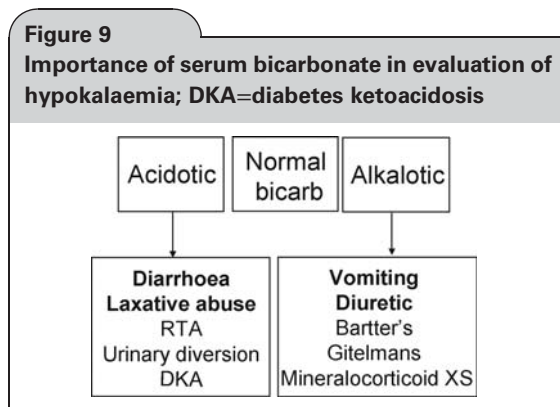 Figure 9
Importance of serum bicarbonate in evaluation of
hypokalaemia; DKA=diabetes ketoacidosis
Acidotic
Normal
bicarb
Alkalotic
Diarrhoea
Laxative abuse
RTA
Urinary diversion
DKA
Vomiting
Diuretic
Bartter's
Gitelmans
Mineralocorticoid XS